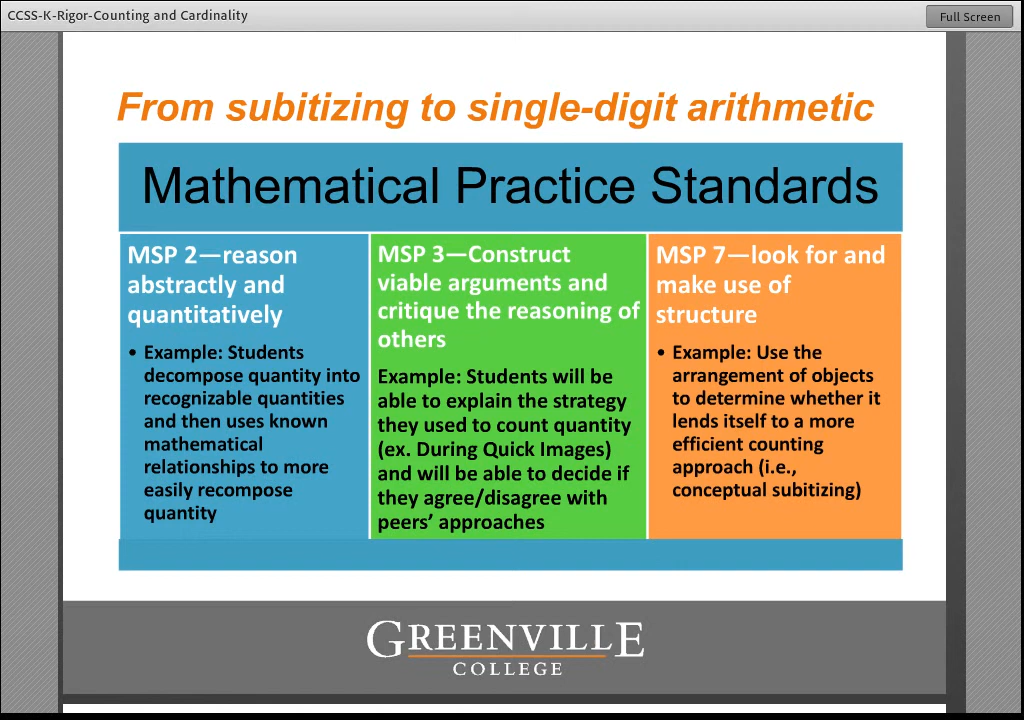 CCSS-K-Rigor-Counting and Cardinality
Full Screen
From subitizing to single-digit arithmetic
Mathematical Practice Standards
MSP 2—reason
abstractly and
quantitatively
• Example: Students
decompose quantity into
recognizable quantities
and then uses known
mathematical
relationships to more
easily recompose
quantity
MSP 3—Construct
viable arguments and
critique the reasoning of
others
Example: Students will be
able to explain the strategy
they used to count quantity
(ex. During Quick Images)
and will be able to decide if
they agree/disagree with
peers’ approaches
MSP 7—look for and
make use of
structure
• Example: Use the
arrangement of objects
to determine whether it
lends itself to a more
efficient counting
approach (i.e.,
conceptual subitizing)
GREENVILLE
COLLEGE